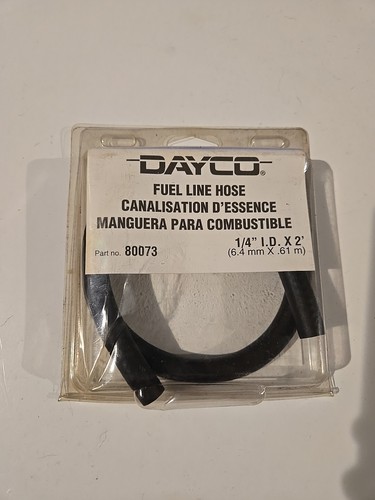 DAYCO®
FUEL LINE HOSE
CANALISATION D'ESSENCE
MANGUERA PARA COMBUSTIBLE
1/4" I.D. X 2'
Part no. 80073 (6.4 mm X .61 m)